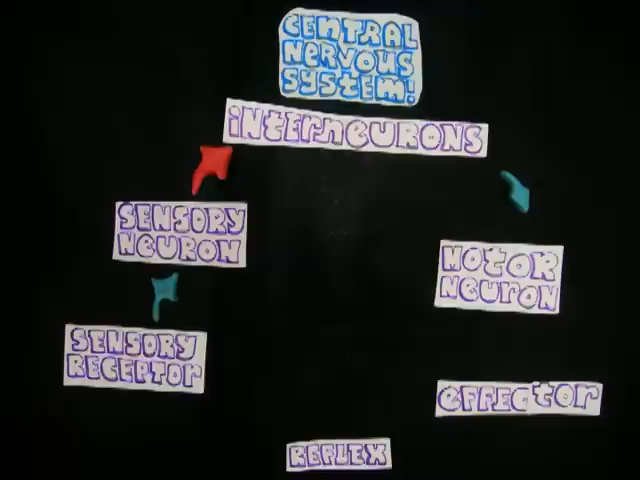 CENTRAL
NERVOUS
SYSTEM!
INTERNEURONS
SENSORY
NEURON
MOTOR
NEURON
SENSORY
RECEPTOR
EFFECTOR
REFLEX